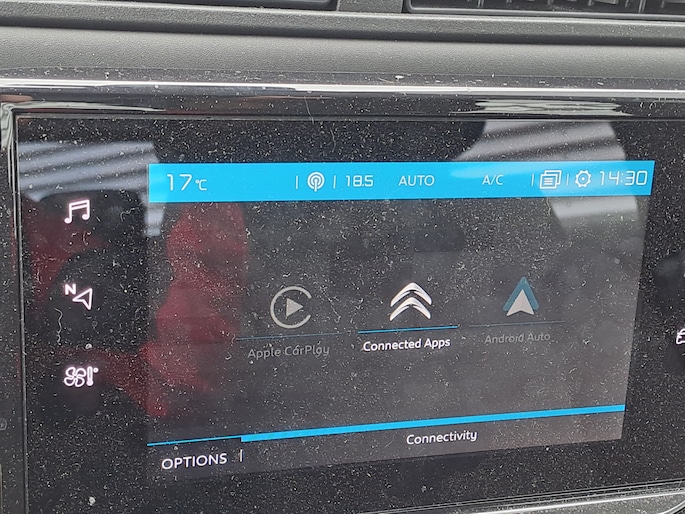 17°C 18.5 AUTO A/C 14:30
N
Apple CarPlay Connected Apps Android Auto
OPTIONS Connectivity